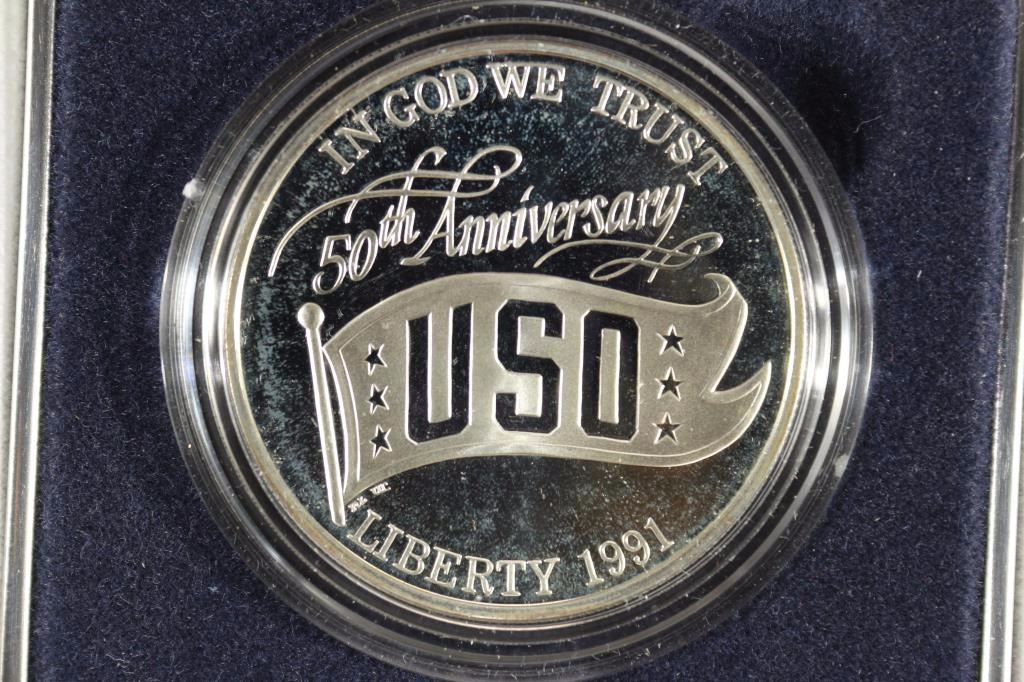 IN GOD WE TRUST
50th Anniversary
USO
LIBERTY 1991